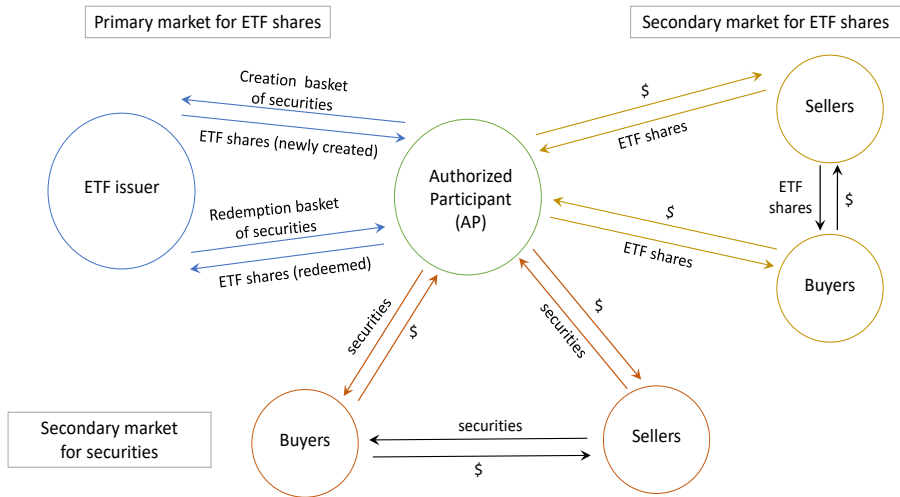 Primary market for ETF shares
Secondary market for ETF shares
Creation basket
of securities
ETF shares (newly created)
ETF issuer
Redemption basket
of securities
ETF shares (redeemed)
Authorized
Participant
(AP)
$
ETF shares
Sellers
ETF
shares
$
$
ETF shares
Buyers
securities
$
$
securities
Secondary market
for securities
Buyers
securities
$
Sellers